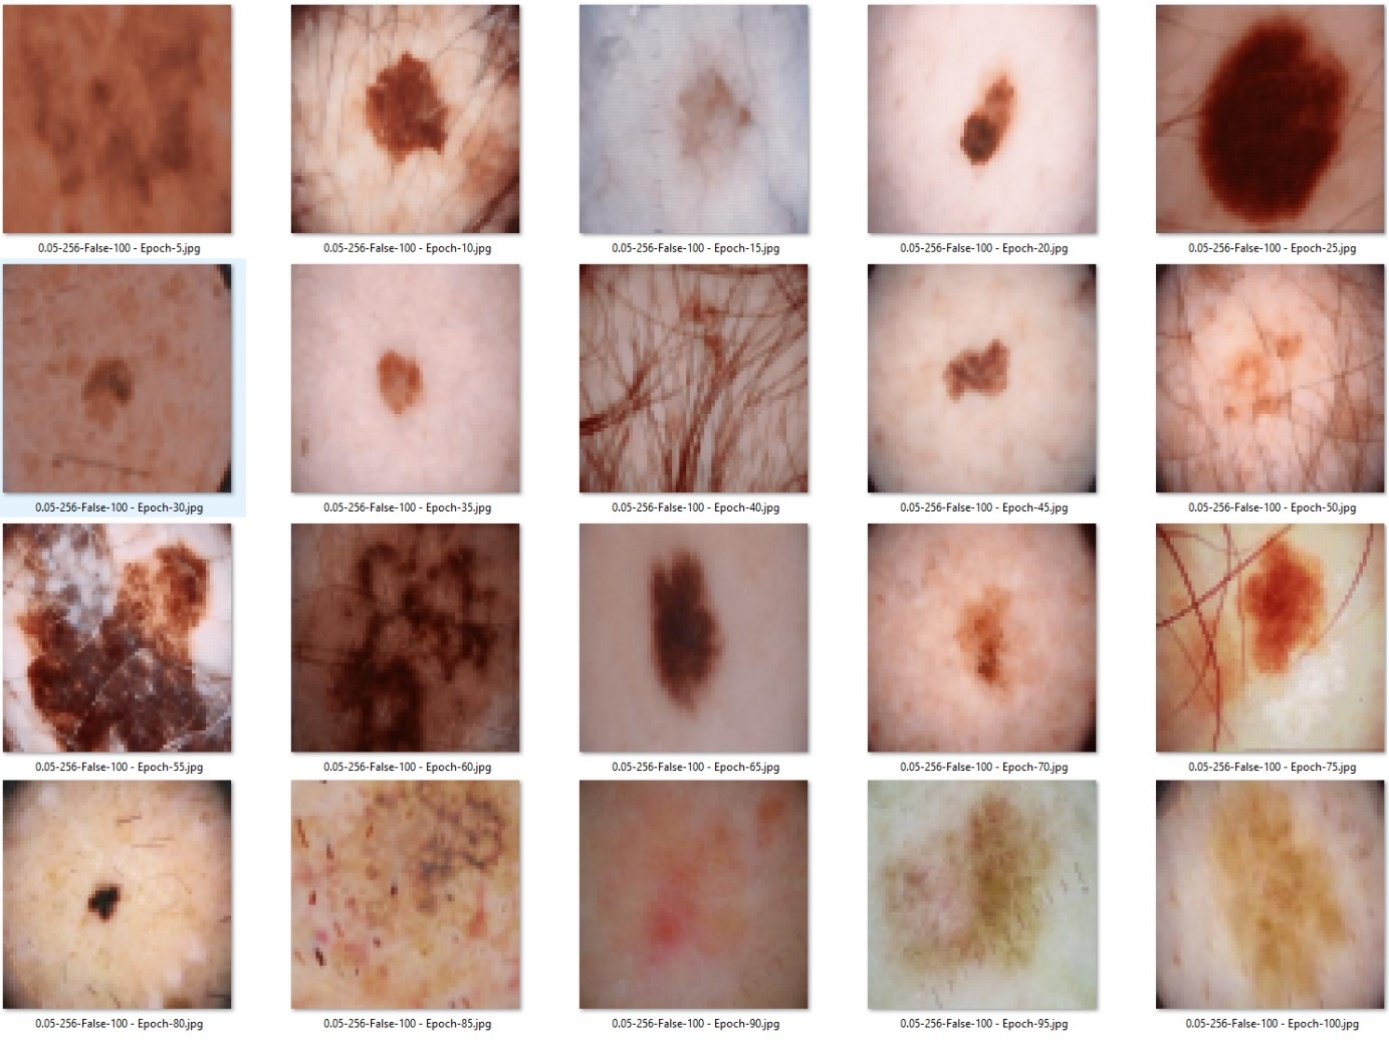 0.05-256-False-100 - Epoch-5.jpg
0.05-256-False-100 - Epoch-10.jpg
0.05-256-False-100 - Epoch-15.jpg
0.05-256-False-100 - Epoch-20.jpg
0.05-256-False-100 - Epoch-25.jpg
0.05-256-False-100 - Epoch-30.jpg
0.05-256-False-100 - Epoch-35.jpg
0.05-256-False-100 - Epoch-40.jpg
0.05-256-False-100 - Epoch-45.jpg
0.05-256-False-100 - Epoch-50.jpg
0.05-256-False-100 - Epoch-55.jpg
0.05-256-False-100 - Epoch-60.jpg
0.05-256-False-100 - Epoch-65.jpg
0.05-256-False-100 - Epoch-70.jpg
0.05-256-False-100 - Epoch-75.jpg
0.05-256-False-100 - Epoch-80.jpg
0.05-256-False-100 - Epoch-85.jpg
0.05-256-False-100 - Epoch-90.jpg
0.05-256-False-100 - Epoch-95.jpg
0.05-256-False-100 - Epoch-100.jpg